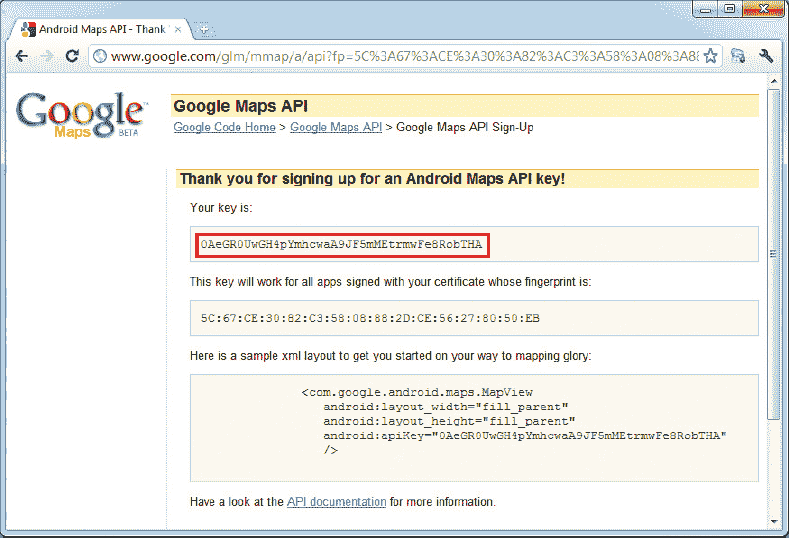 Android Maps API - Thank
www.google.com/glm/mmap/a/api?fp=5C%3A67%3ACE%3A30%3A82%3AC3%3A58%3A08%3A8
Google
Maps BETA
Google Maps API
Google Code Home > Google Maps API > Google Maps API Sign-Up
Thank you for signing up for an Android Maps API key!
Your key is:
0AeGR0UwGH4pYmhcwaA9JF5mMEtrmwFe8RobTHA
This key will work for all apps signed with your certificate whose fingerprint is:
5C:67:CE:30:82:C3:58:08:88:2D:CE:56:27:80:50:EB
Here is a sample xml layout to get you started on your way to mapping glory:
<com.google.android.maps.MapView
android:layout_width="fill_parent"
android:layout_height="fill_parent"
android:apiKey="0AeGR0UwGH4pYmhcwaA9JF5mMEtrmwFe8RobTHA"
/>
Have a look at the API documentation for more information.